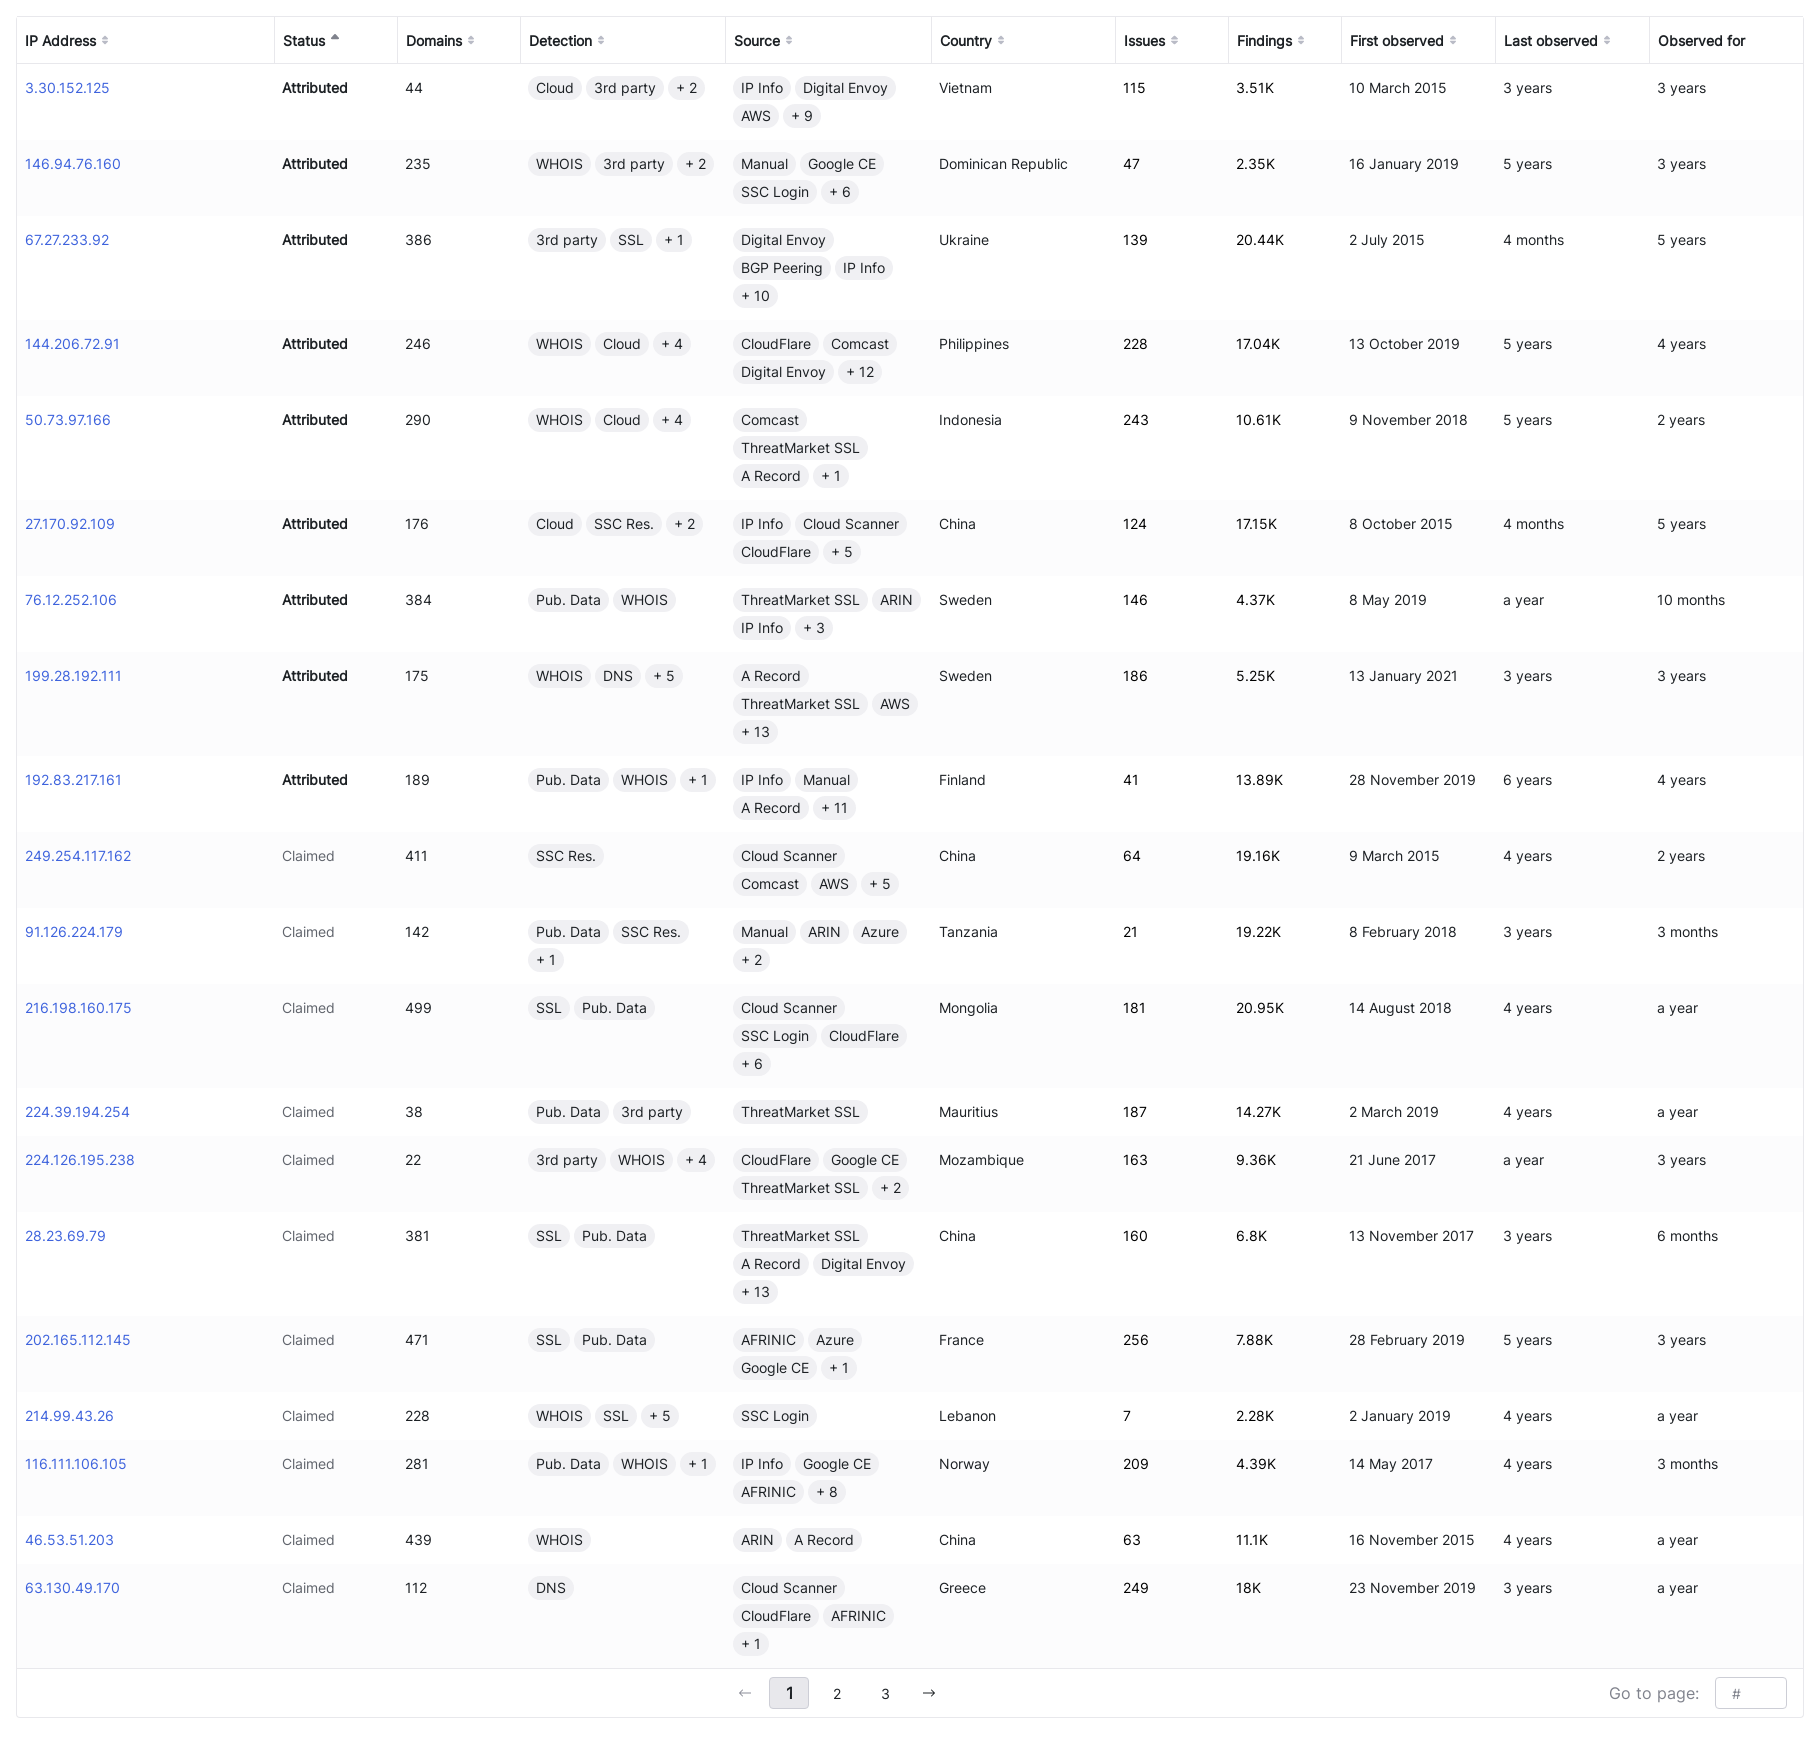 IP Address Status Domains Detection Source Country Issues Findings First observed Last observed Observed for
3.30.152.125 Attributed 44 Cloud 3rd party + 2 IP Info Digital Envoy Vietnam 115 3.51K 10 March 2015 3 years 3 years
AWS + 9
146.94.76.160 Attributed 235 WHOIS 3rd party + 2 Manual Google CE Dominican Republic 47 2.35K 16 January 2019 5 years 3 years
SSC Login + 6
67.27.233.92 Attributed 386 3rd party SSL + 1 Digital Envoy Ukraine 139 20.44K 2 July 2015 4 months 5 years
BGP Peering IP Info
+ 10
144.206.72.91 Attributed 246 WHOIS Cloud + 4 CloudFlare Comcast Philippines 228 17.04K 13 October 2019 5 years 4 years
Digital Envoy + 12
50.73.97.166 Attributed 290 WHOIS Cloud + 4 Comcast Indonesia 243 10.61K 9 November 2018 5 years 2 years
ThreatMarket SSL
A Record + 1
27.170.92.109 Attributed 176 Cloud SSC Res. + 2 IP Info Cloud Scanner China 124 17.15K 8 October 2015 4 months 5 years
CloudFlare + 5
76.12.252.106 Attributed 384 Pub. Data WHOIS ThreatMarket SSL ARIN Sweden 146 4.37K 8 May 2019 a year 10 months
IP Info + 3
199.28.192.111 Attributed 175 WHOIS DNS + 5 A Record Sweden 186 5.25K 13 January 2021 3 years 3 years
ThreatMarket SSL AWS
+ 13
192.83.217.161 Attributed 189 Pub. Data WHOIS + 1 IP Info Manual Finland 41 13.89K 28 November 2019 6 years 4 years
A Record + 11
249.254.117.162 Claimed 411 SSC Res. Cloud Scanner China 64 19.16K 9 March 2015 4 years 2 years
Comcast AWS + 5
91.126.224.179 Claimed 142 Pub. Data SSC Res. Manual ARIN Azure Tanzania 21 19.22K 8 February 2018 3 years 3 months
+ 1 + 2
216.198.160.175 Claimed 499 SSL Pub. Data Cloud Scanner Mongolia 181 20.95K 14 August 2018 4 years a year
SSC Login CloudFlare
+ 6
224.39.194.254 Claimed 38 Pub. Data 3rd party ThreatMarket SSL Mauritius 187 14.27K 2 March 2019 4 years a year
224.126.195.238 Claimed 22 3rd party WHOIS + 4 CloudFlare Google CE Mozambique 163 9.36K 21 June 2017 a year 3 years
ThreatMarket SSL + 2
28.23.69.79 Claimed 381 SSL Pub. Data ThreatMarket SSL China 160 6.8K 13 November 2017 3 years 6 months
A Record Digital Envoy
+ 13
202.165.112.145 Claimed 471 SSL Pub. Data AFRINIC Azure France 256 7.88K 28 February 2019 5 years 3 years
Google CE + 1
214.99.43.26 Claimed 228 WHOIS SSL + 5 SSC Login Lebanon 7 2.28K 2 January 2019 4 years a year
116.111.106.105 Claimed 281 Pub. Data WHOIS + 1 IP Info Google CE Norway 209 4.39K 14 May 2017 4 years 3 months
AFRINIC + 8
46.53.51.203 Claimed 439 WHOIS ARIN A Record China 63 11.1K 16 November 2015 4 years a year
63.130.49.170 Claimed 112 DNS Cloud Scanner Greece 249 18K 23 November 2019 3 years a year
CloudFlare AFRINIC
+ 1
← 1 2 3 → Go to page: #